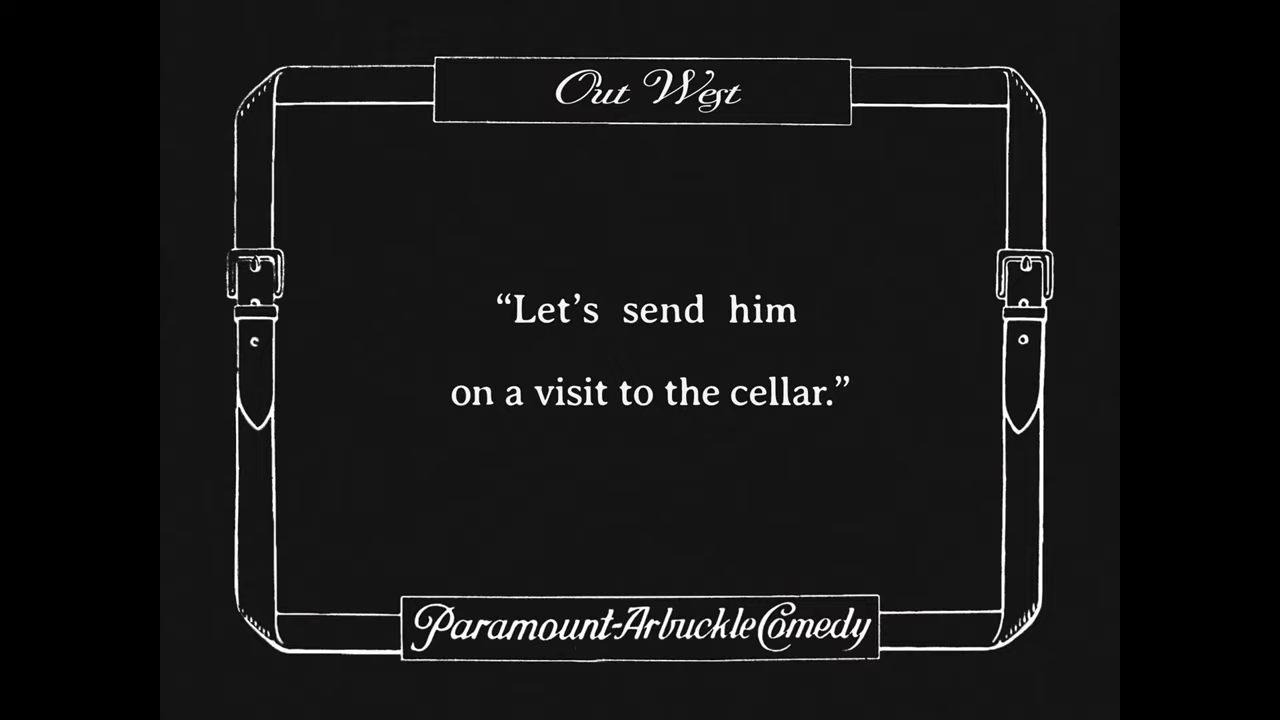 Out West
“Let’s send him
on a visit to the cellar.”
Paramount-Arbuckle Comedy